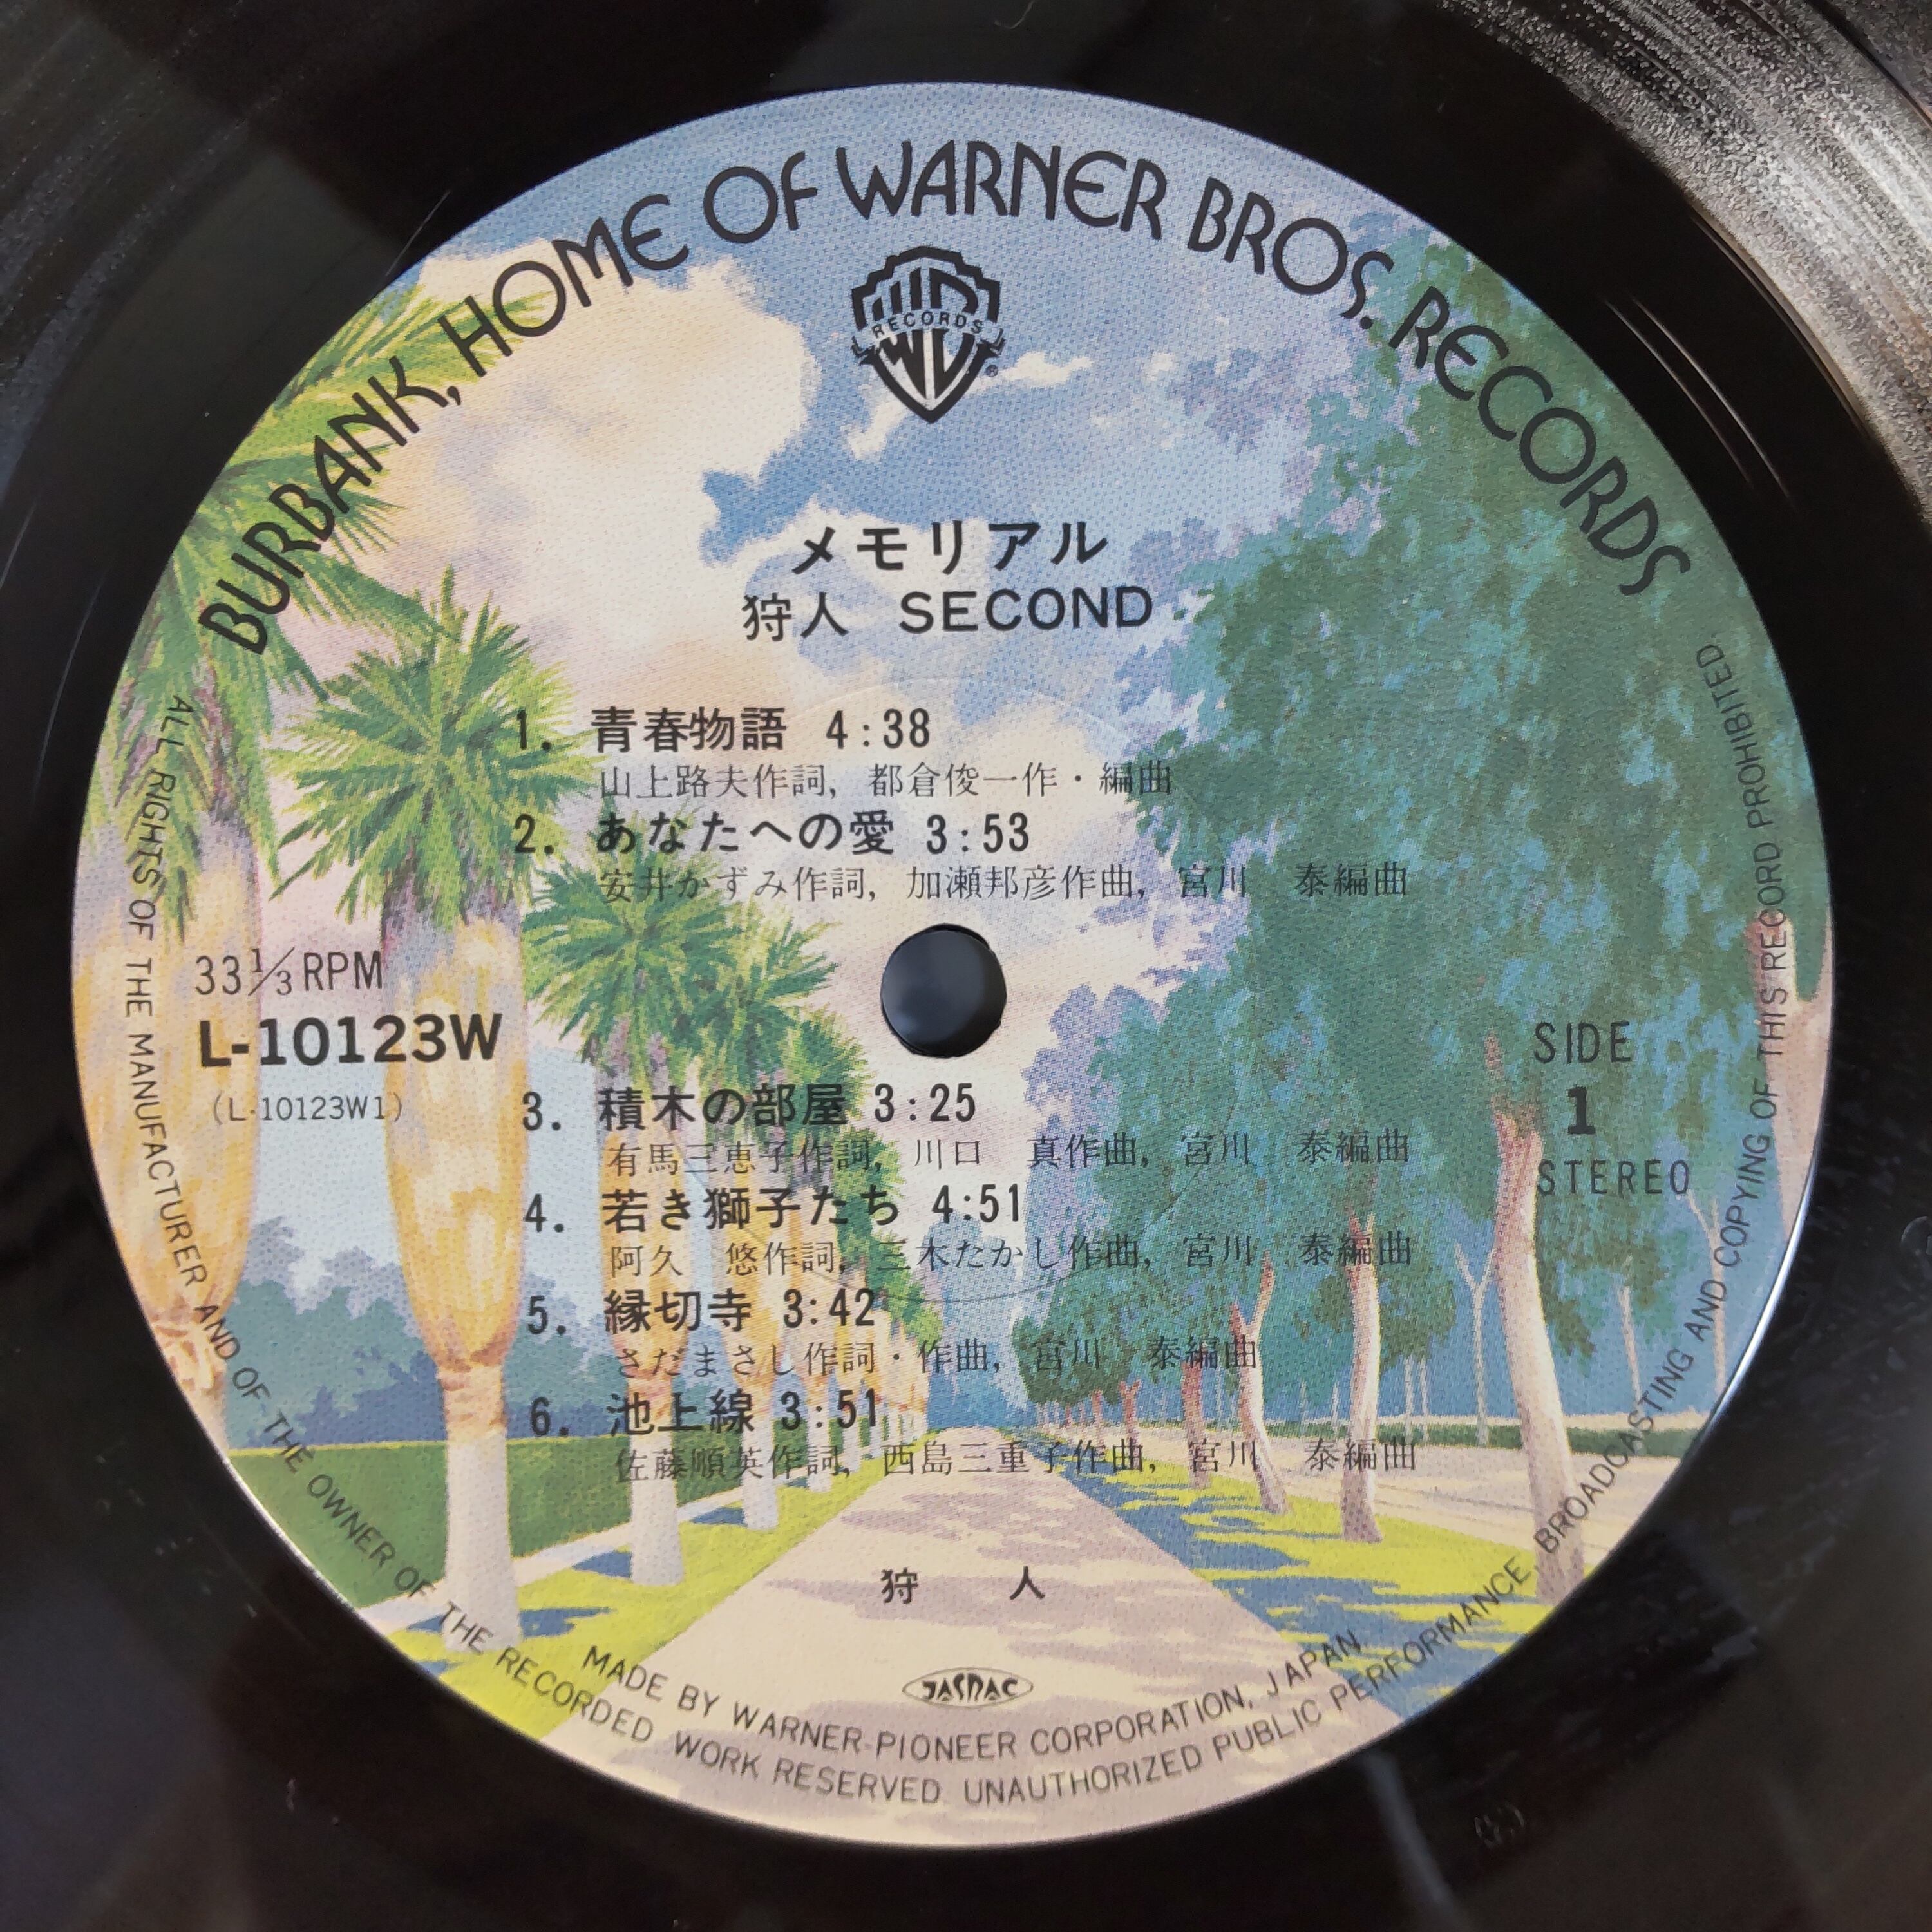 BURBANK, HOME OF WARNER BROS. RECORDS
RECORDS
メモリアル
狩人 SECOND
1. 青春物語 4:38
山上路夫作詞, 都倉俊一作・編曲
2. あなたへの愛 3:53
安井かずみ作詞, 加瀬邦彦作曲, 宮川 泰編曲
33 1/3 RPM
L-10123W
(L-10123W1)
SIDE
1
STEREO
3. 積木の部屋 3:25
有馬三恵子作詞, 川口 真作曲, 宮川 泰編曲
4. 若き獅子たち 4:51
阿久 悠作詞, 三木たかし作曲, 宮川 泰編曲
5. 縁切寺 3:42
さだまさし作詞・作曲, 宮川 泰編曲
6. 池上線 3:51
佐藤順英作詞, 西島三重子作曲, 宮川 泰編曲
狩 人
JASRAC
MADE BY WARNER-PIONEER CORPORATION, JAPAN
ALL RIGHTS OF THE MANUFACTURER AND OF THE OWNER OF THE RECORDED WORK RESERVED. UNAUTHORIZED PUBLIC PERFORMANCE BROADCASTING AND COPYING OF THIS RECORD PROHIBITED.